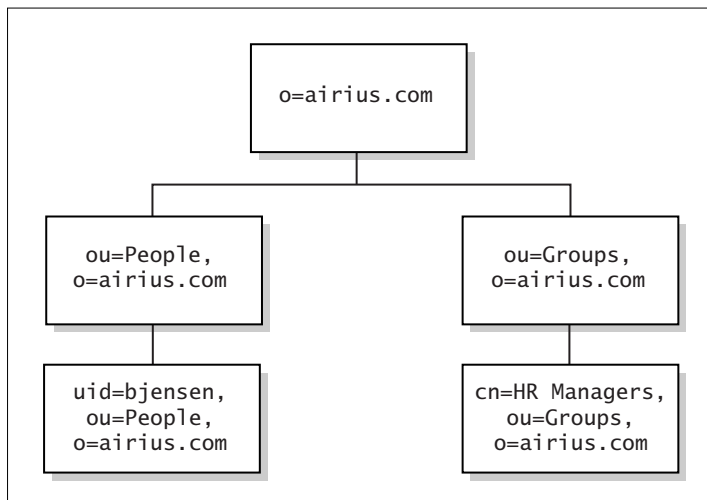 o=airius.com
ou=People,
o=airius.com
ou=Groups,
o=airius.com
uid=bjensen,
ou=People,
o=airius.com
cn=HR Managers,
ou=Groups,
o=airius.com